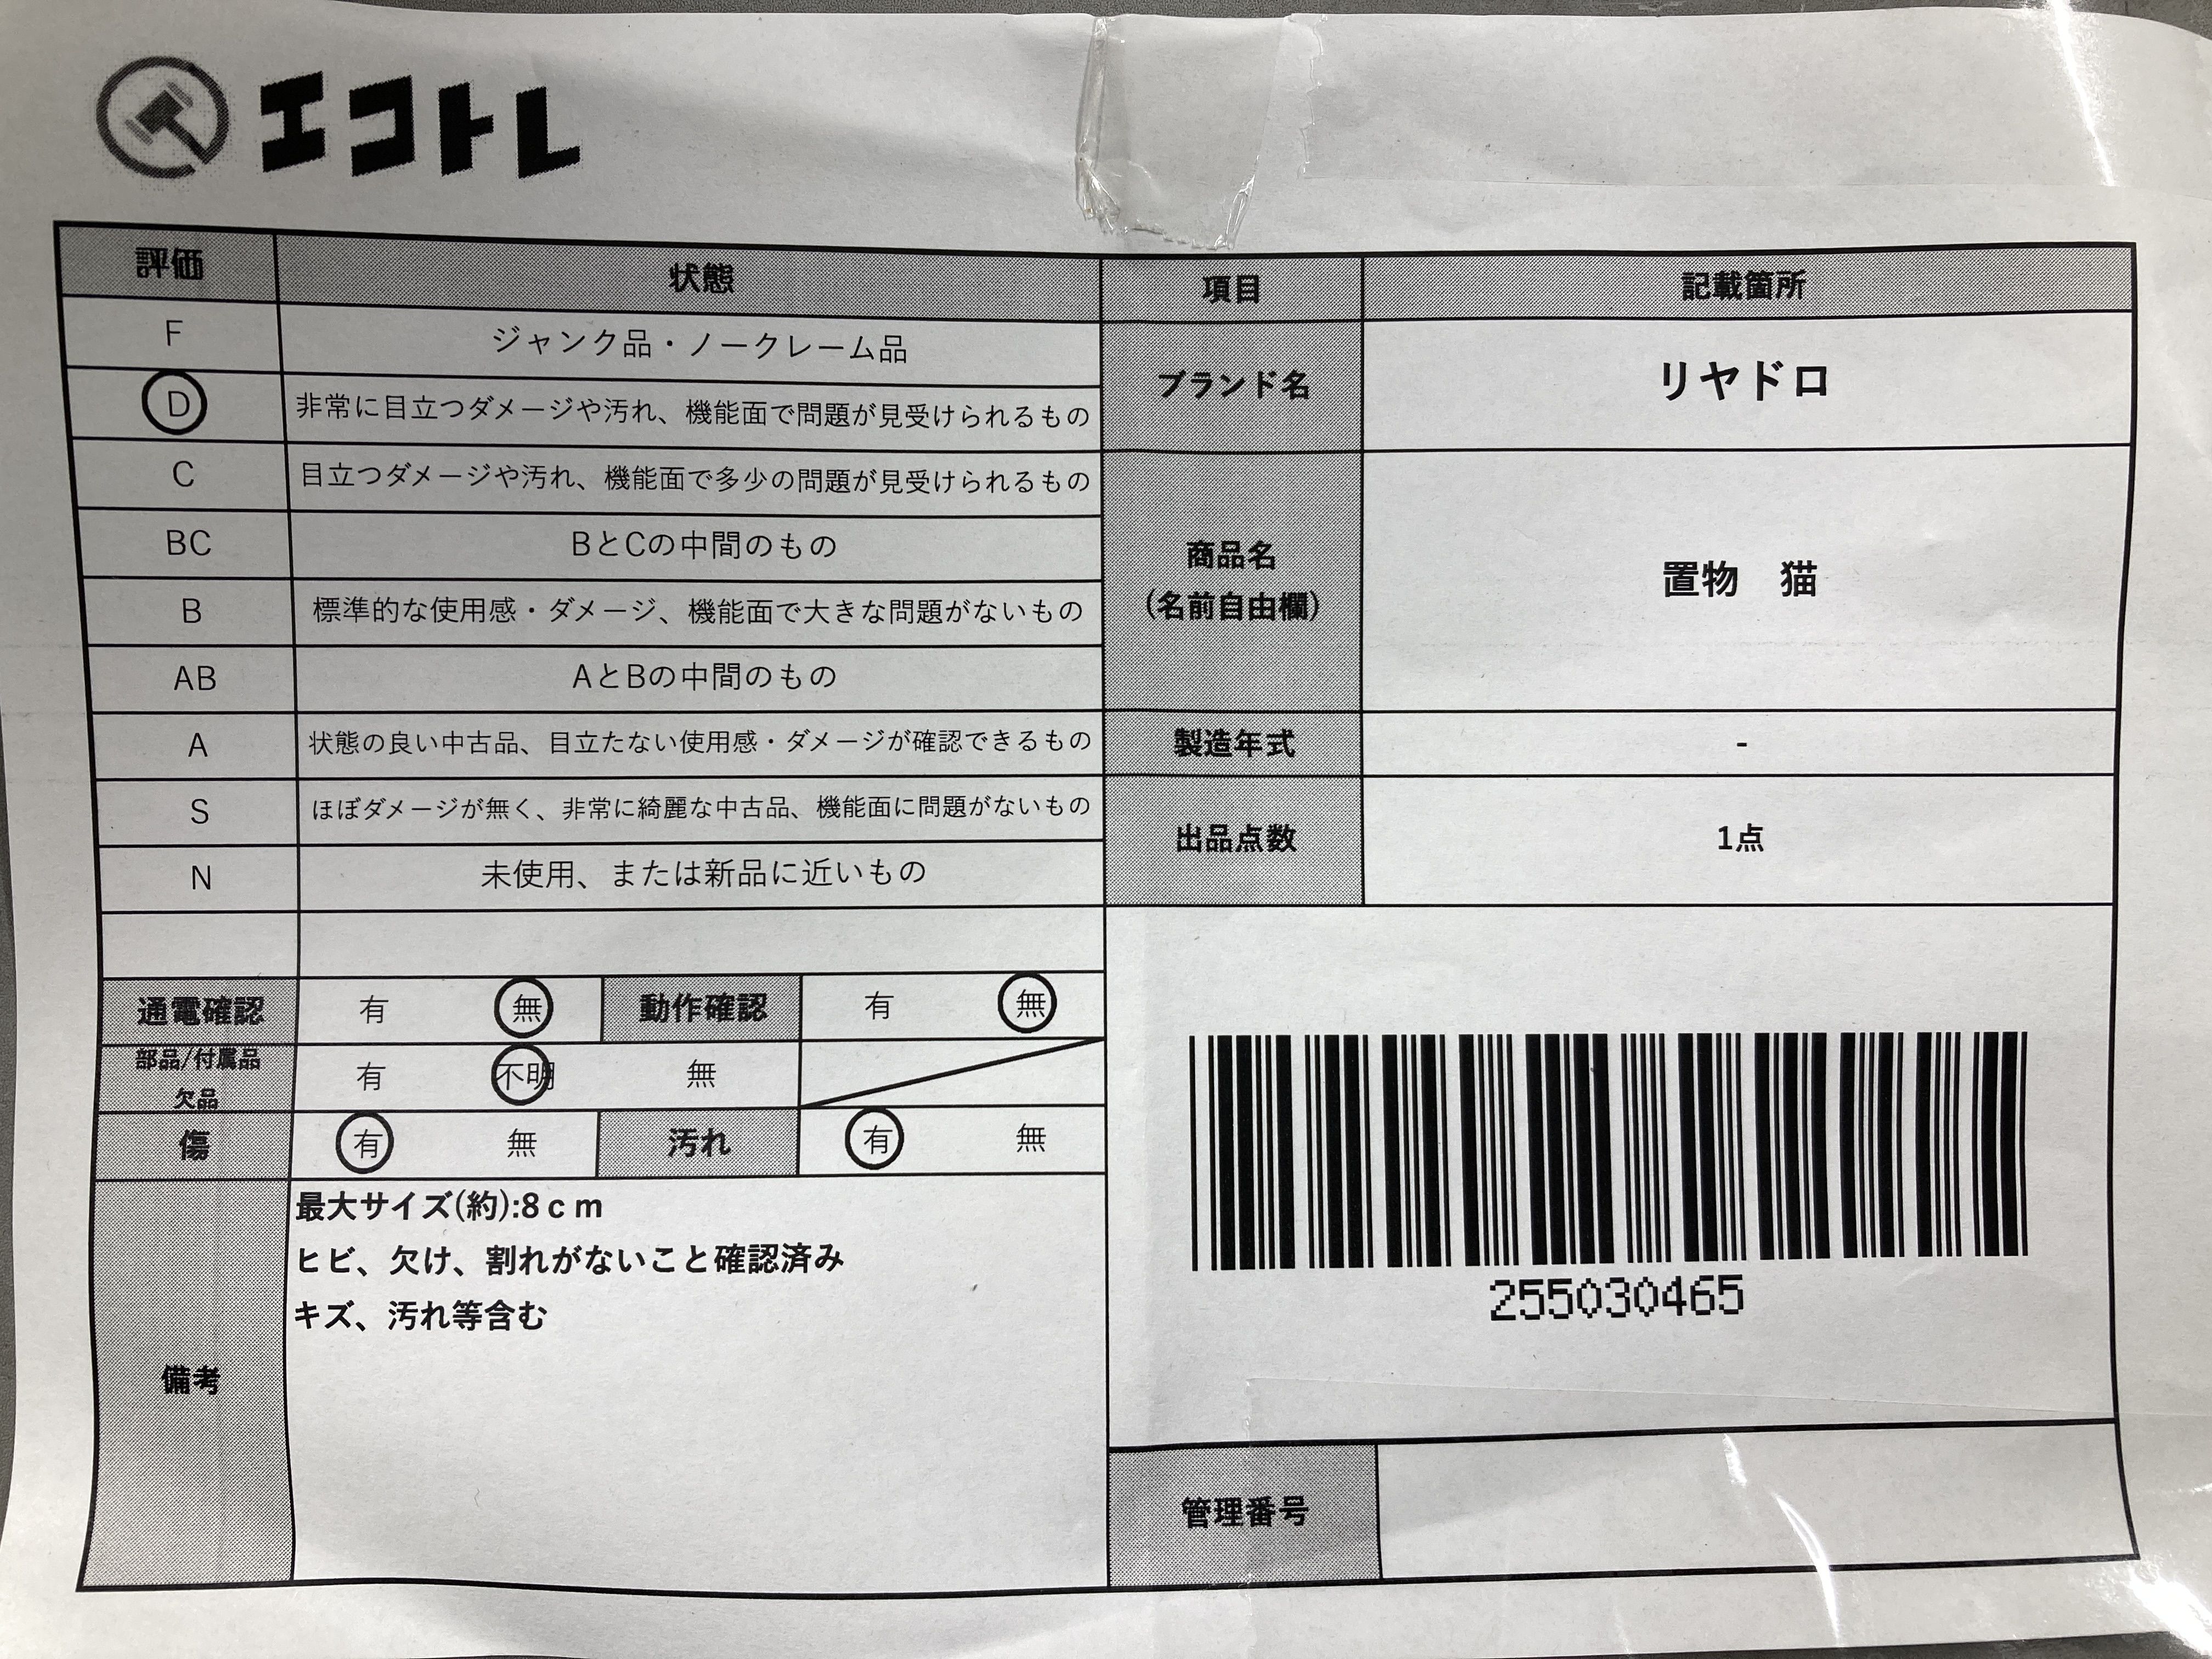 エコトレ
評価 状態 項目 記載箇所
F ジャンク品・ノークレーム品
D 非常に目立つダメージや汚れ、機能面で問題が見受けられるもの
ブランド名 リヤドロ
C 目立つダメージや汚れ、機能面で多少の問題が見受けられるもの
BC BとCの中間のもの
商品名
(名前自由欄)
置物　猫
B 標準的な使用感・ダメージ、機能面で大きな問題がないもの
AB AとBの中間のもの
A 状態の良い中古品、目立たない使用感・ダメージが確認できるもの
製造年式 -
S ほぼダメージが無く、非常に綺麗な中古品、機能面に問題がないもの
出品点数 1点
N 未使用、または新品に近いもの
通電確認 有 無 動作確認 有 無
部品/付属品
欠品
有 不明 無
傷 有 無 汚れ 有 無
備考
最大サイズ(約):8ｃｍ
ヒビ、欠け、割れがないこと確認済み
キズ、汚れ等含む
255030465
管理番号